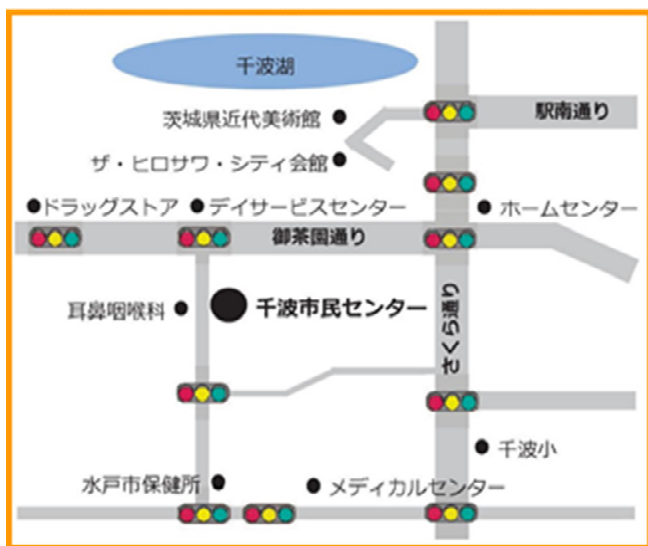 千波湖
茨城県近代美術館
駅南通り
ザ・ヒロサワ・シティ会館
ドラッグストア
デイサービスセンター
ホームセンター
御茶園通り
耳鼻咽喉科
千波市民センター
さくら通り
千波小
水戸市保健所
メディカルセンター